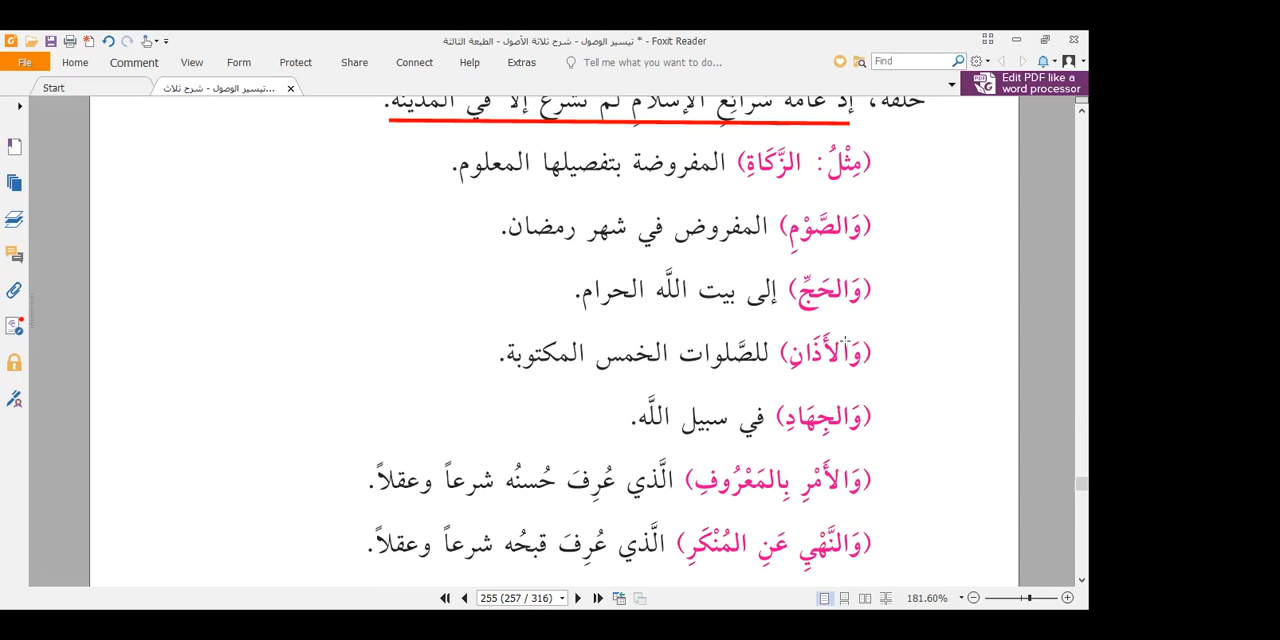 * تيسير الوصول - شرح ثلاثة الأصول - الطبعة الثالثة - Foxit Reader
File Home Comment View Form Protect Share Connect Help Extras Tell me what you want to do... Find
Start تيسير الوصول - شرح ثلاث... Edit PDF like a word processor
خلقه، إذ عامة شرائع الإسلامِ لم تشرع إلا في المدينة.
(مِثْلُ: الزَّكَاةِ) المفروضة بتفصيلها المعلوم.
(وَالصَّوْمِ) المفروض في شهر رمضان.
(وَالحَجِّ) إلى بيت اللَّه الحرام.
(وَالأَذَانِ) للصَّلوات الخمس المكتوبة.
(وَالجِهَادِ) في سبيل اللَّه.
(وَالأَمْرِ بِالمَعْرُوفِ) الَّذي عُرِفَ حُسنُه شرعاً وعقلاً.
(وَالنَّهْيِ عَنِ المُنْكَرِ) الَّذي عُرِفَ قبحُه شرعاً وعقلاً.
255 (257 / 316) 181.60%